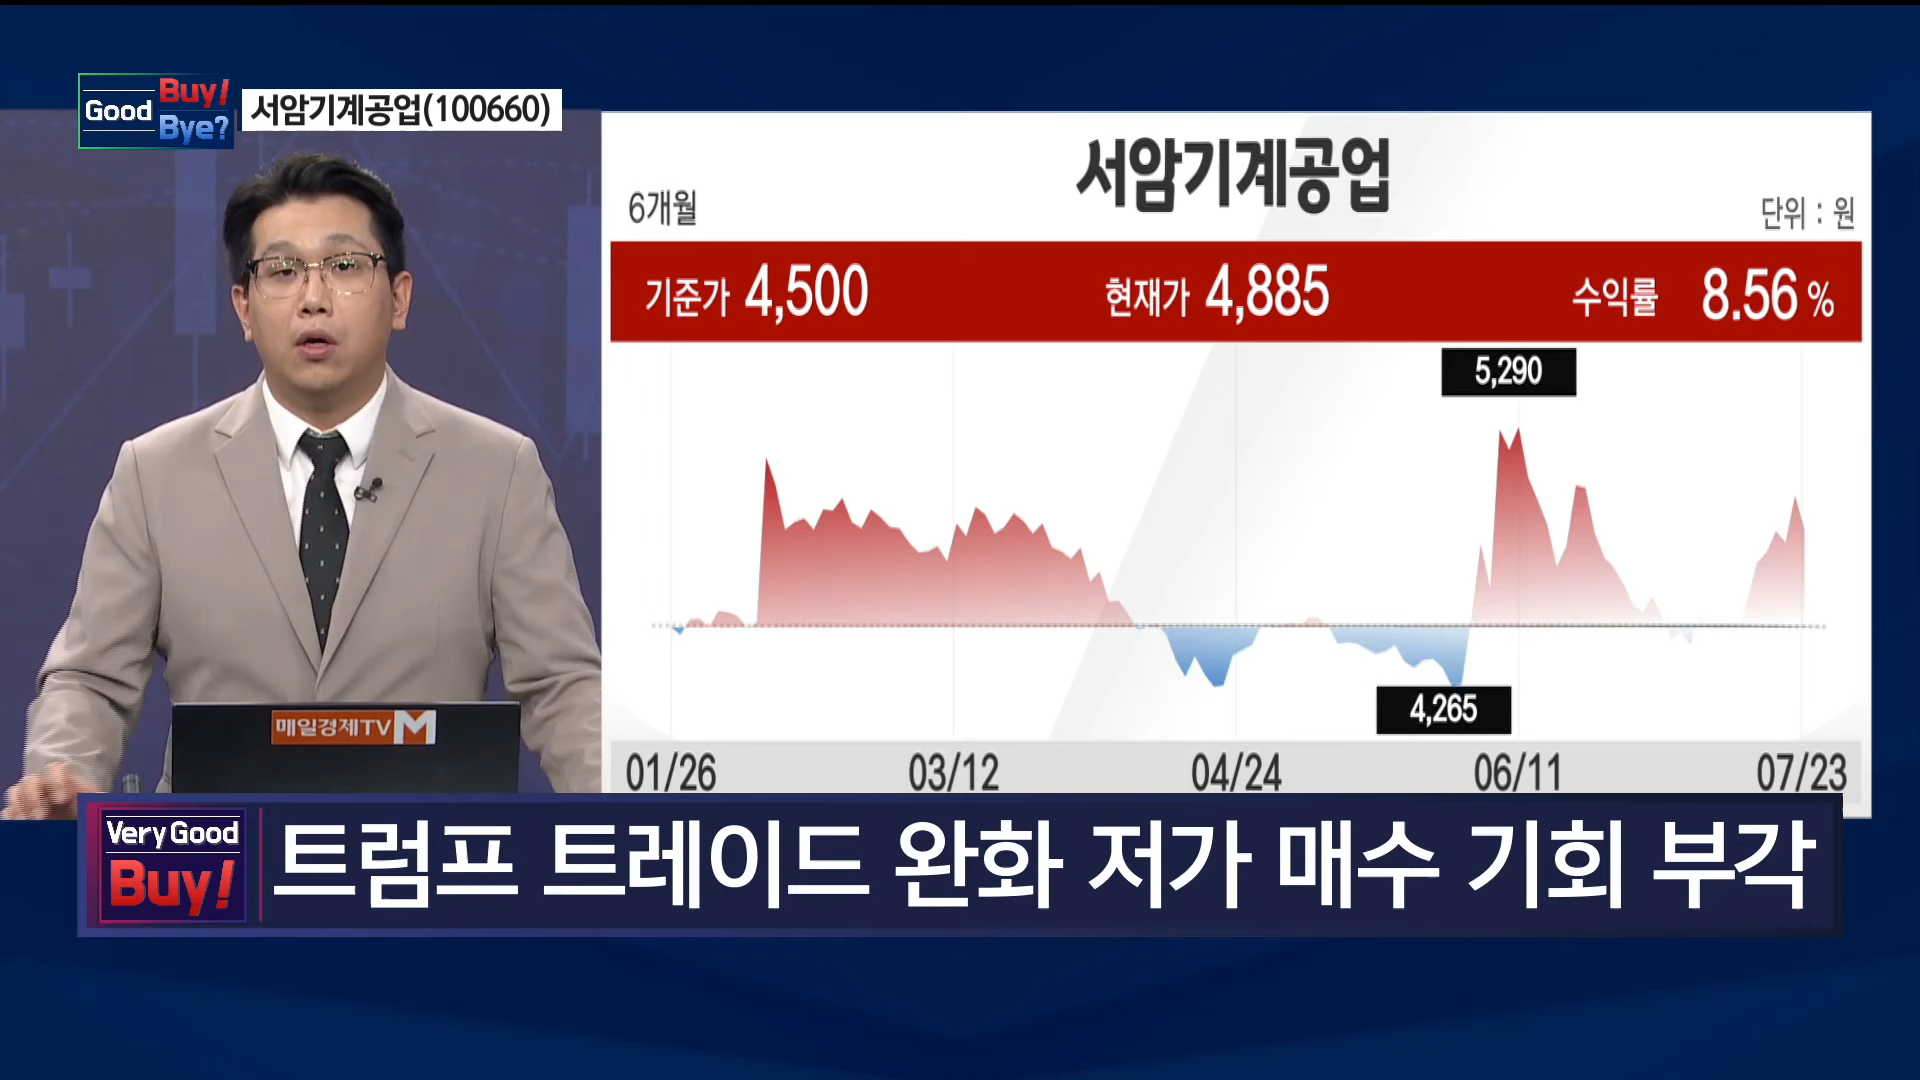 Good Buy! Bye?
서암기계공업(100660)
서암기계공업
6개월
단위 : 원
기준가 4,500 현재가 4,885 수익률 8.56 %
5,290
4,265
01/26 03/12 04/24 06/11 07/23
매일경제TV M
Very Good Buy!
트럼프 트레이드 완화 저가 매수 기회 부각